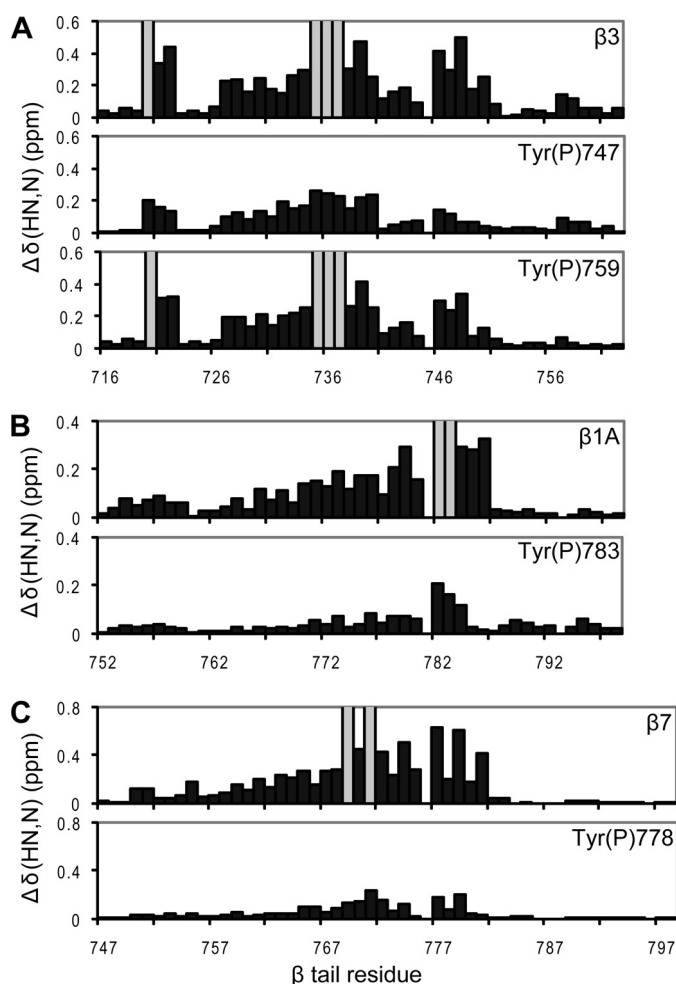 A
0.6
0.4
0.2
0
β3
0.4
0.2
0
Tyr(P)747
0.6
0.4
0.2
0
Tyr(P)759
Δδ(HN,N) (ppm)
716 726 736 746 756
B
0.4
0.2
0
β1A
0.4
0.2
0
Tyr(P)783
Δδ(HN,N) (ppm)
752 762 772 782 792
C
0.8
0.4
0
β7
0.8
0.4
0
Tyr(P)778
Δδ(HN,N) (ppm)
747 757 767 777 787 797
β tail residue